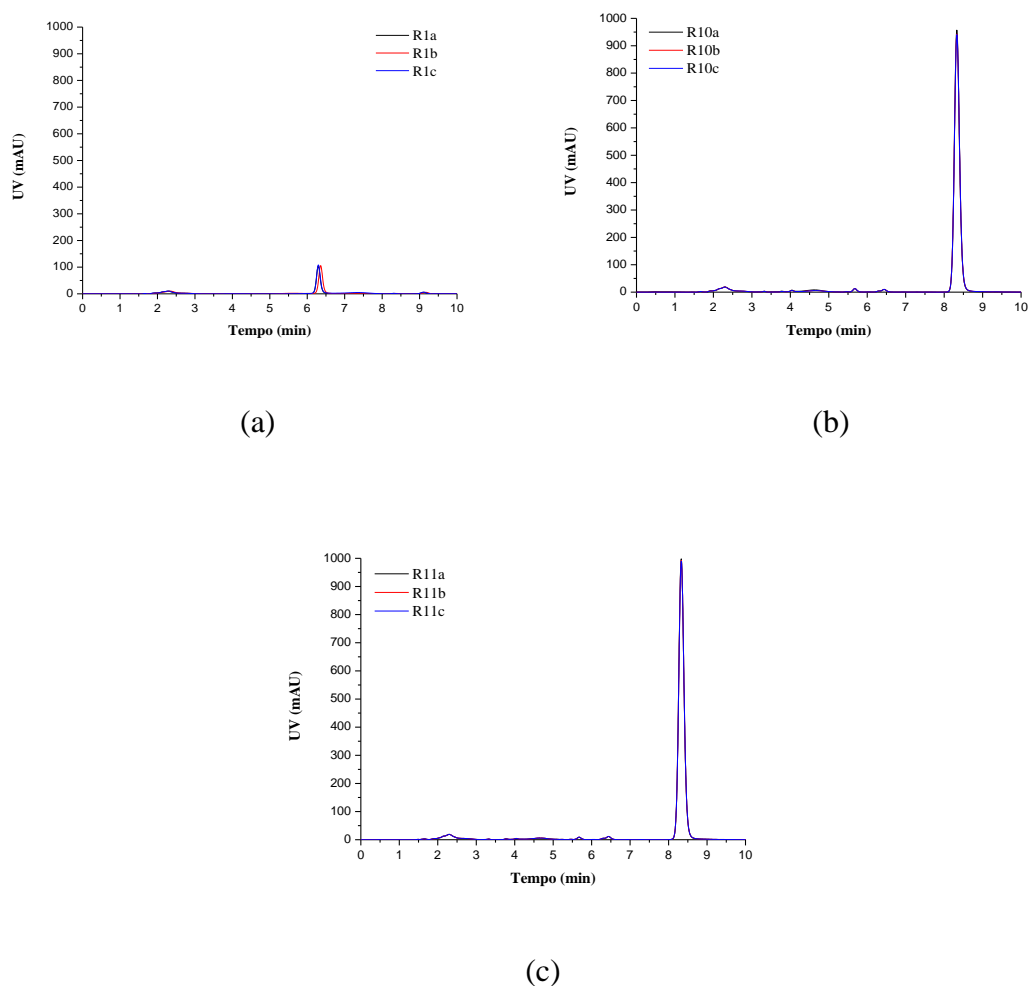 1000
900
800
700
600
500
400
300
200
100
0
UV (mAU)
R1a
R1b
R1c
0 1 2 3 4 5 6 7 8 9 10
Tempo (min)
(a)
1000
900
800
700
600
500
400
300
200
100
0
UV (mAU)
R10a
R10b
R10c
0 1 2 3 4 5 6 7 8 9 10
Tempo (min)
(b)
1000
900
800
700
600
500
400
300
200
100
0
UV (mAU)
R11a
R11b
R11c
0 1 2 3 4 5 6 7 8 9 10
Tempo (min)
(c)